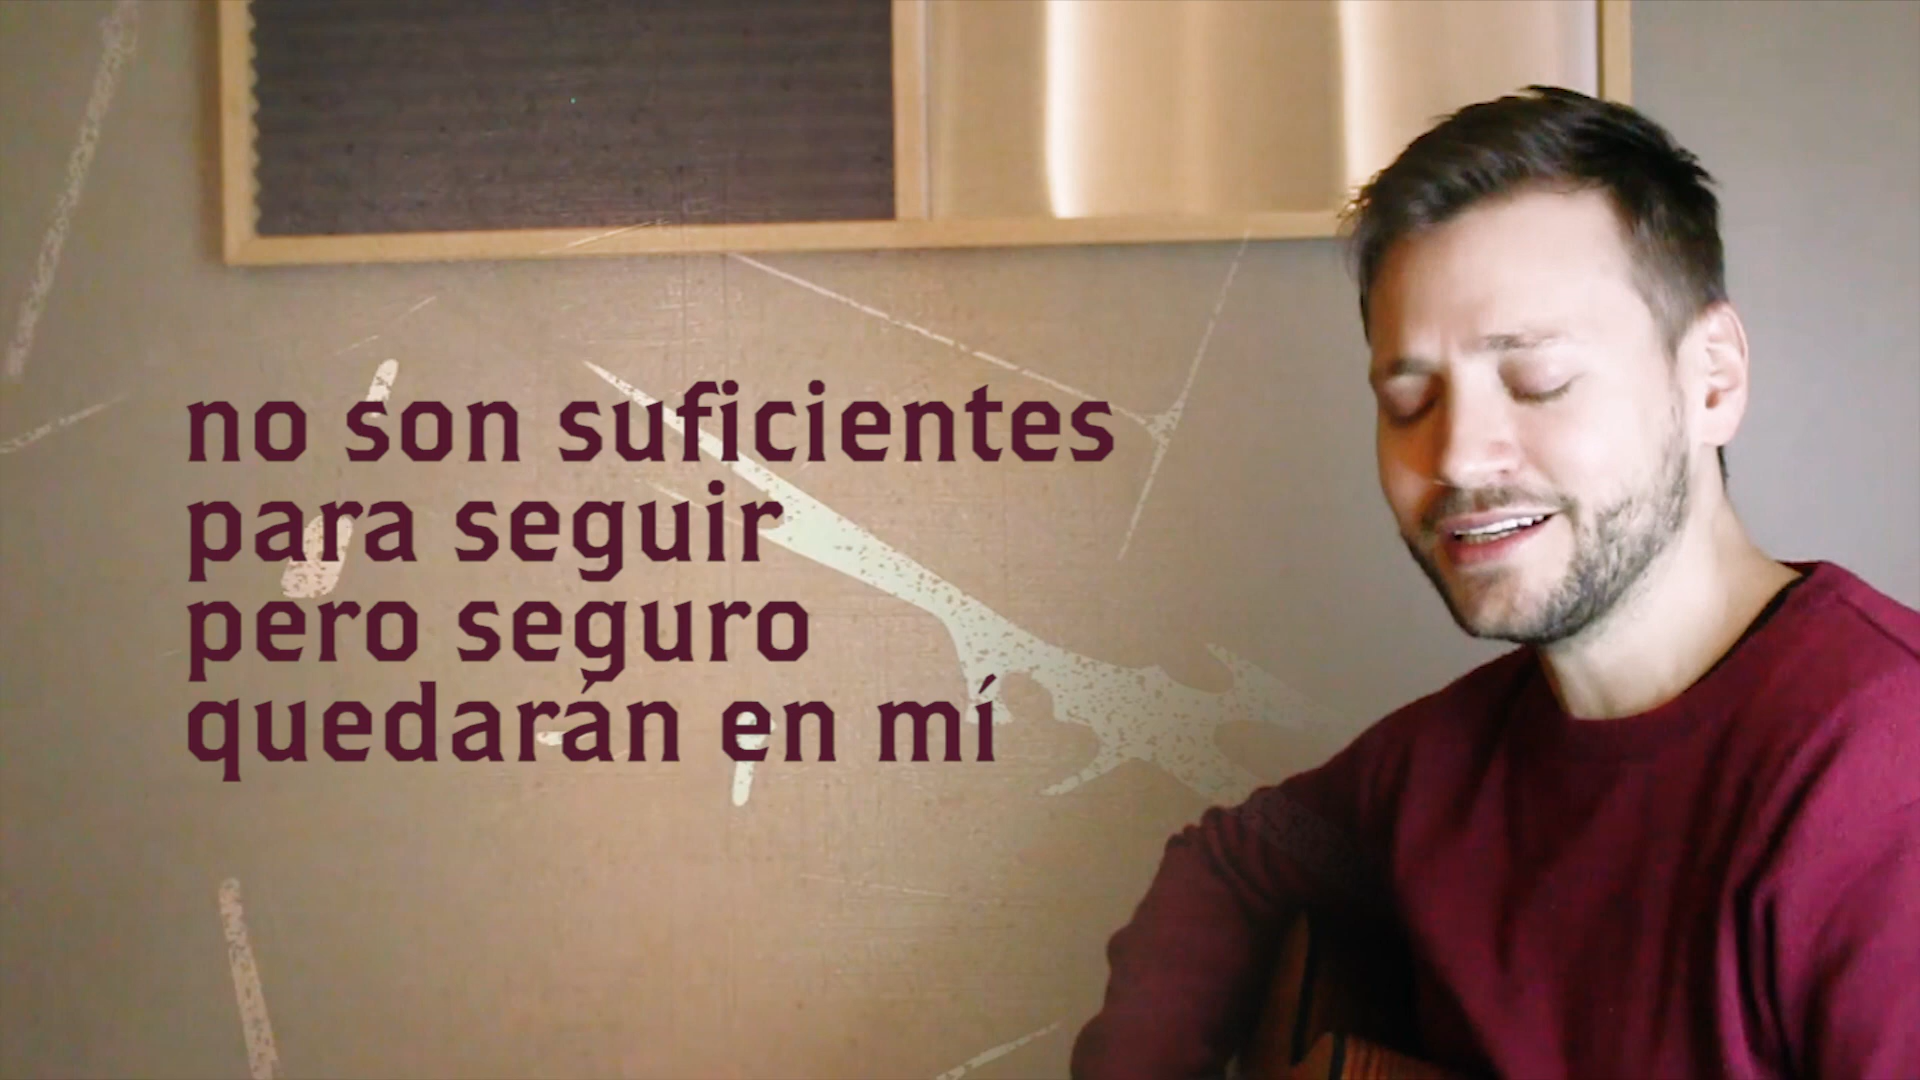 no son suficientes
para seguir
pero seguro
quedarán en mí